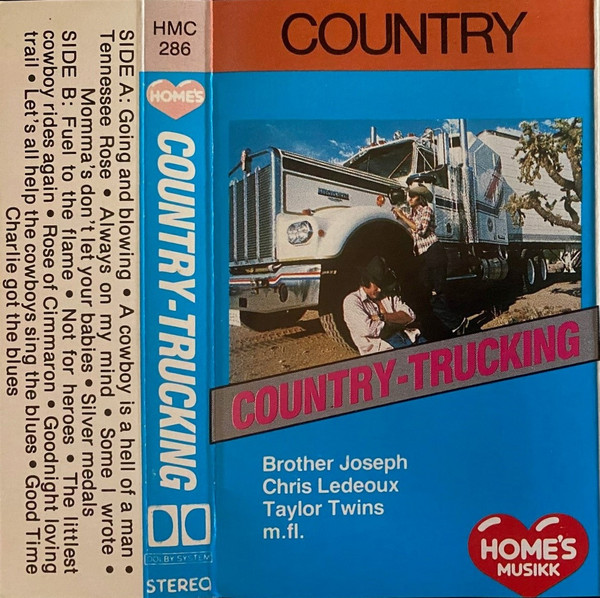 SIDE A: Going and blowing • A cowboy is a hell of a man •
Tennessee Rose • Always on my mind • Some I wrote •
Momma's don't let your babies • Silver medals
SIDE B: Fuel to the flame • Not for heroes • The littlest
cowboy rides again • Rose of Cimmaron • Goodnight loving
trail • Let's all help the cowboys sing the blues • Good Time
Charlie got the blues
HMC
286
HOME'S
COUNTRY-TRUCKING
DOLBY SYSTEM
STEREO
COUNTRY
COUNTRY-TRUCKING
Brother Joseph
Chris Ledeoux
Taylor Twins
m.fl.
HOME'S
MUSIKK